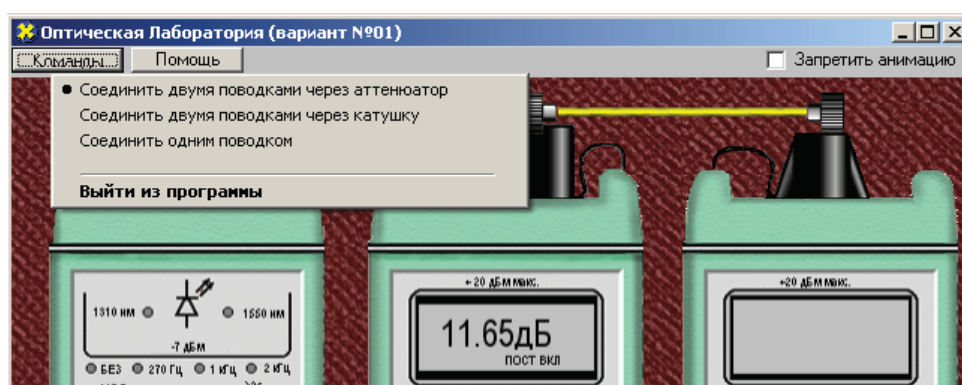 Оптическая Лаборатория (вариант №01)
Команды
Помощь
Запретить анимацию
Соединить двумя поводками через аттенюатор
Соединить двумя поводками через катушку
Соединить одним поводком
Выйти из программы
+20 дБм макс.
+20 дБм макс.
1310 нм
1550 нм
-7 дБм
11.65дБ
пост вкл
БЕЗ 270 Гц 1 кГц 2 кГц